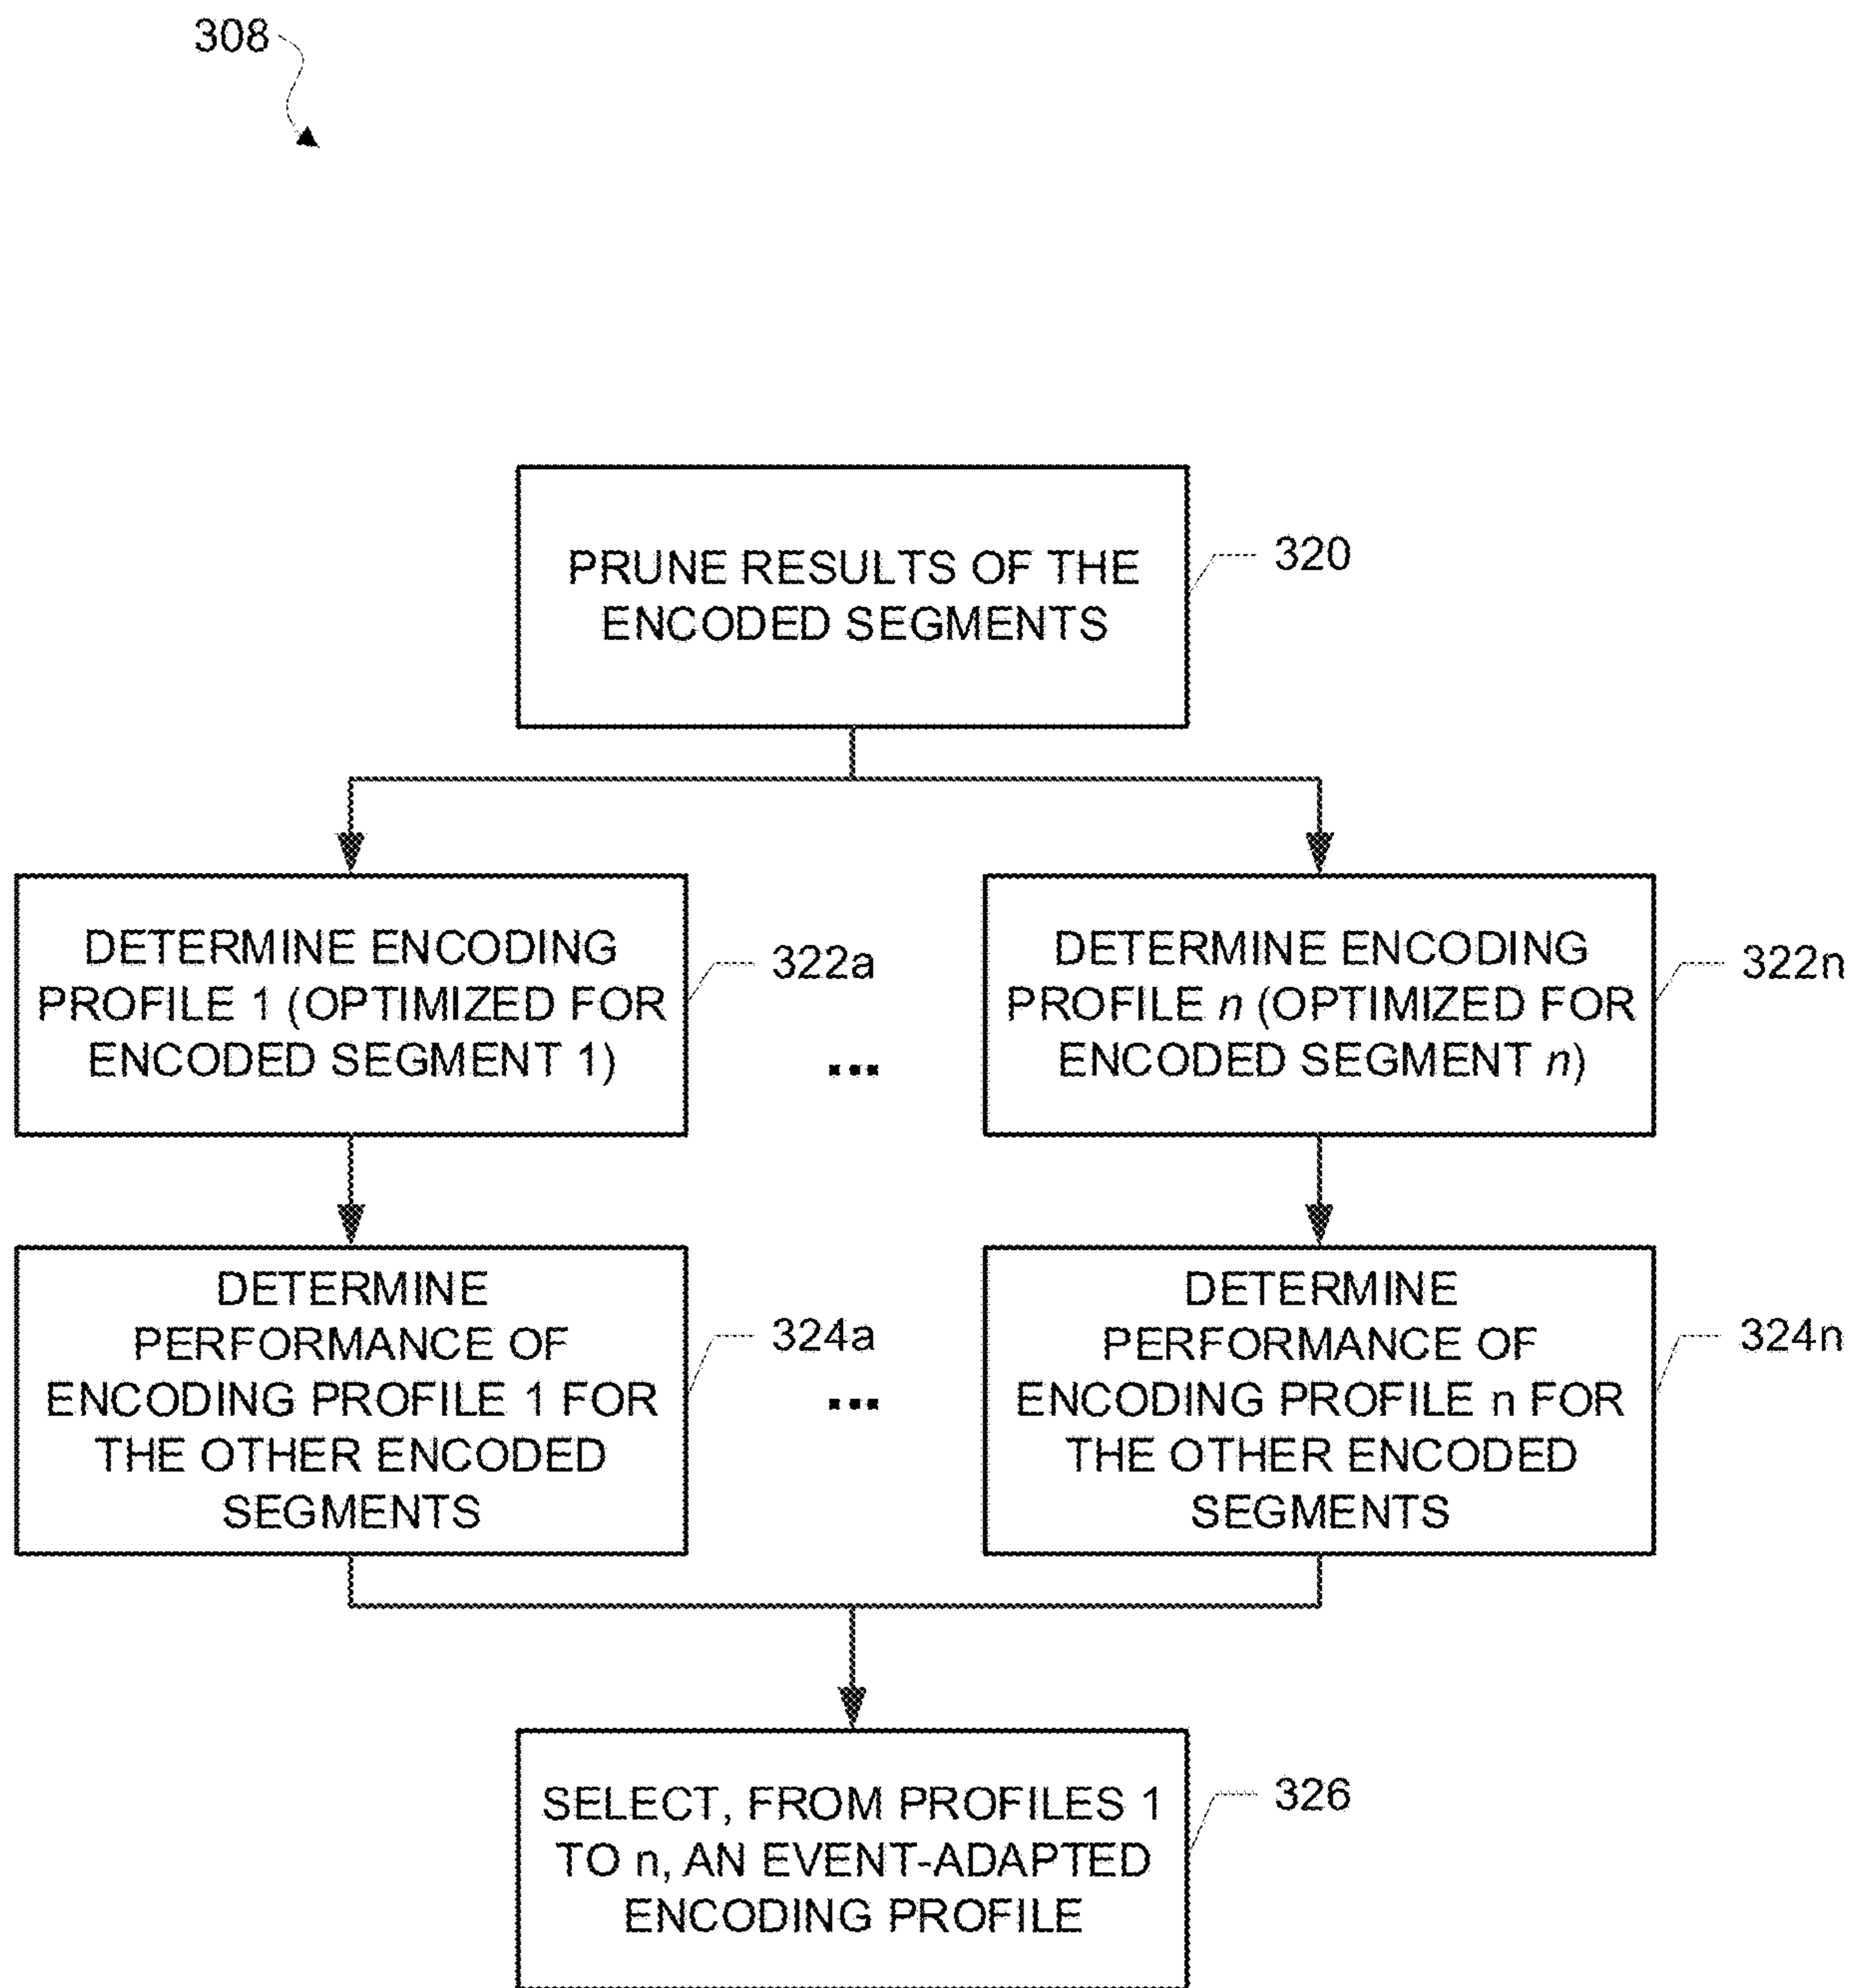 308
PRUNE RESULTS OF THE
ENCODED SEGMENTS
320
DETERMINE ENCODING
PROFILE 1 (OPTIMIZED FOR
ENCODED SEGMENT 1)
322a
...
DETERMINE ENCODING
PROFILE n (OPTIMIZED FOR
ENCODED SEGMENT n)
322n
DETERMINE
PERFORMANCE OF
ENCODING PROFILE 1 FOR
THE OTHER ENCODED
SEGMENTS
324a
...
DETERMINE
PERFORMANCE OF
ENCODING PROFILE n FOR
THE OTHER ENCODED
SEGMENTS
324n
SELECT, FROM PROFILES 1
TO n, AN EVENT-ADAPTED
ENCODING PROFILE
326